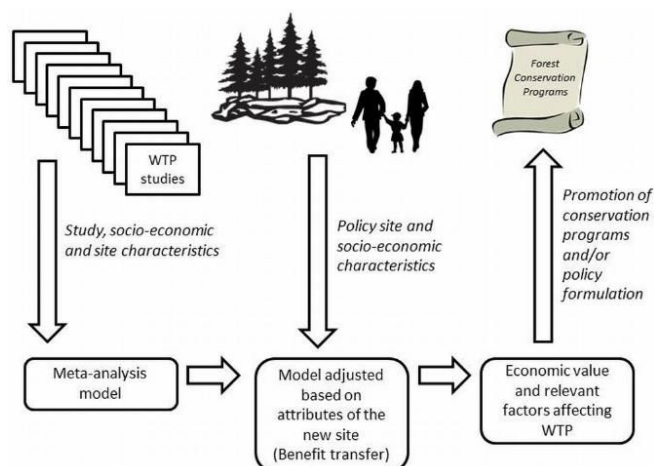 WTP
studies
Forest
Conservation
Programs
Study, socio-economic
and site characteristics
Policy site and
socio-economic
characteristics
Promotion of
conservation
programs
and/or
policy
formulation
Meta-analysis
model
Model adjusted
based on
attributes of the
new site
(Benefit transfer)
Economic value
and relevant
factors affecting
WTP